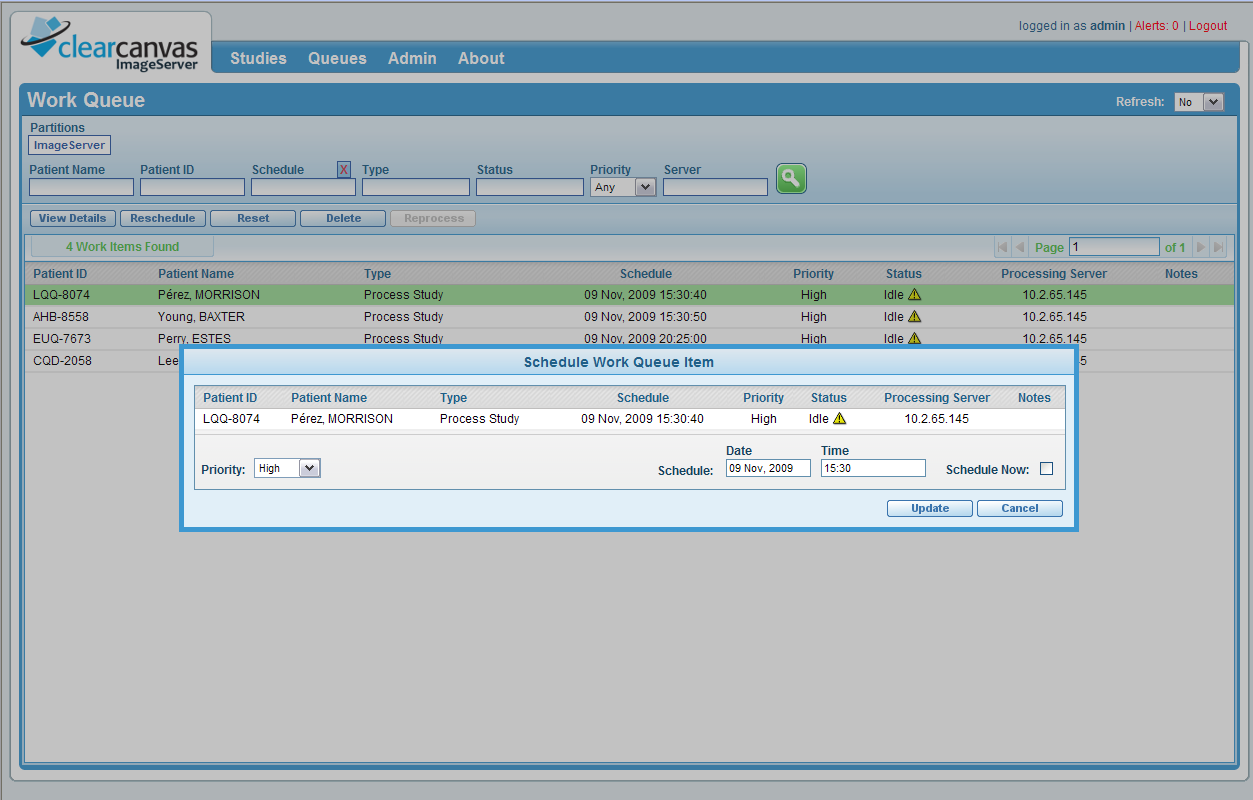 logged in as admin | Alerts: 0 | Logout
clearcanvas
ImageServer
Studies Queues Admin About
Work Queue
Refresh: No
Partitions
ImageServer
Patient Name Patient ID Schedule X Type Status Priority Server
Any
View Details Reschedule Reset Delete Reprocess
4 Work Items Found
Page 1 of 1
Patient ID Patient Name Type Schedule Priority Status Processing Server Notes
LQQ-8074 Pérez, MORRISON Process Study 09 Nov, 2009 15:30:40 High Idle 10.2.65.145
AHB-8558 Young, BAXTER Process Study 09 Nov, 2009 15:30:50 High Idle 10.2.65.145
EUQ-7673 Perry, ESTES Process Study 09 Nov, 2009 20:25:00 High Idle 10.2.65.145
CQD-2058 Lee 5
Schedule Work Queue Item
Patient ID Patient Name Type Schedule Priority Status Processing Server Notes
LQQ-8074 Pérez, MORRISON Process Study 09 Nov, 2009 15:30:40 High Idle 10.2.65.145
Date Time
Priority: High Schedule: 09 Nov, 2009 15:30 Schedule Now:
Update Cancel